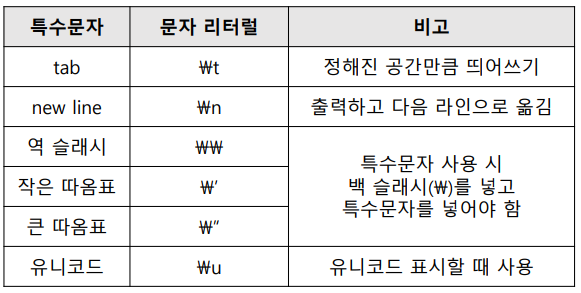 특수문자 문자 리터럴 비고
tab ₩t 정해진 공간만큼 띄어쓰기
new line ₩n 출력하고 다음 라인으로 옮김
역 슬래시 ₩₩
작은 따옴표 ₩’
큰 따옴표 ₩”
특수문자 사용 시
백 슬래시(₩)를 넣고
특수문자를 넣어야 함
유니코드 ₩u 유니코드 표시할 때 사용